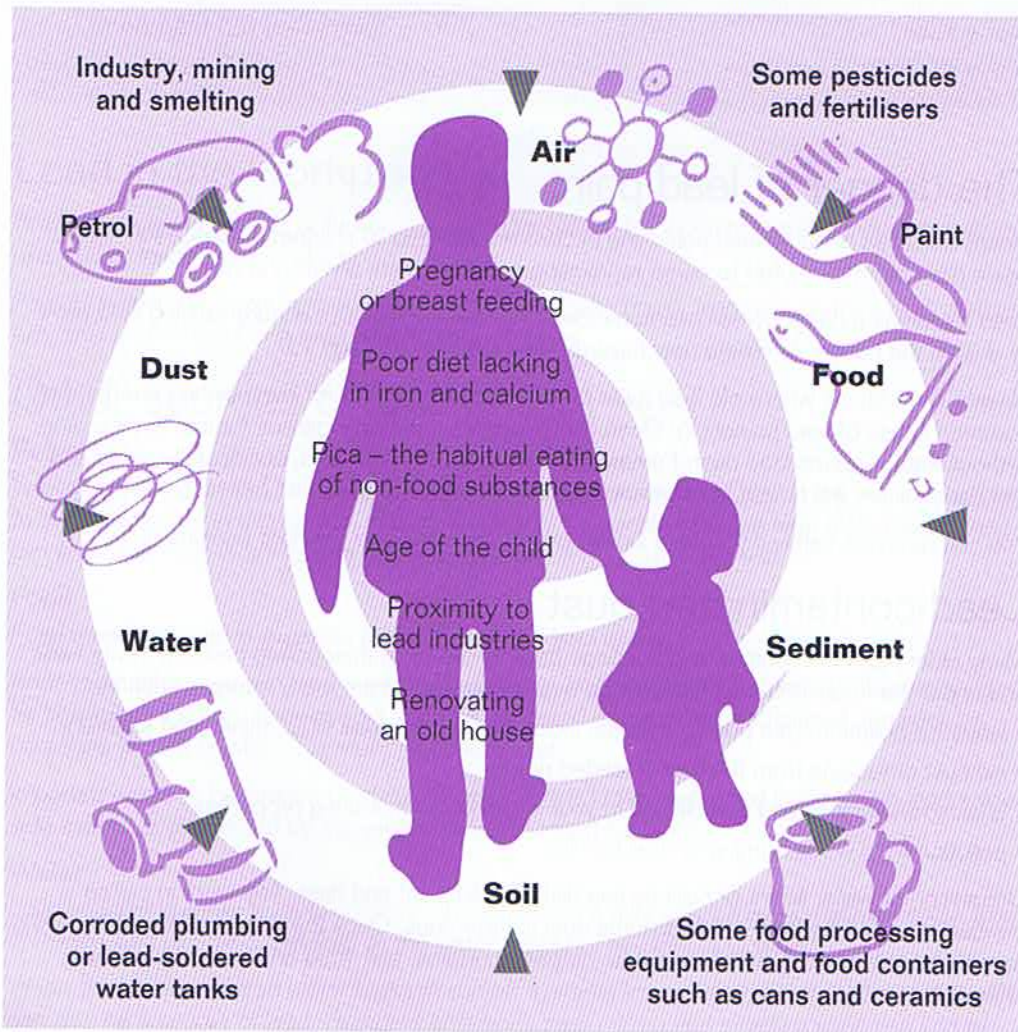 Industry, mining
and smelting
Some pesticides
and fertilisers
Air
Petrol
Paint
Pregnancy
or breast feeding
Dust
Poor diet lacking
in iron and calcium
Food
Pica – the habitual eating
of non-food substances
Age of the child
Water
Proximity to
lead industries
Sediment
Renovating
an old house
Soil
Corroded plumbing
or lead-soldered
water tanks
Some food processing
equipment and food containers
such as cans and ceramics